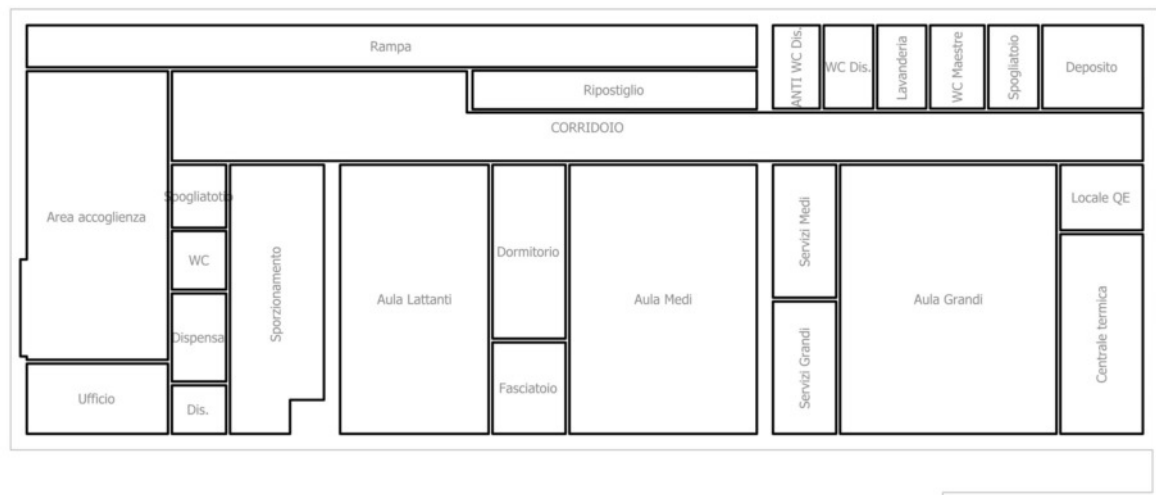 Rampa
ANTI WC Dis.
WC Dis.
Lavanderia
WC Maestre
Spogliatoio
Deposito
Ripostiglio
CORRIDOIO
Area accoglienza
Spogliatotio
WC
Dispensa
Dis.
Ufficio
Sporzionamento
Aula Lattanti
Dormitorio
Fasciatoio
Aula Medi
Servizi Medi
Servizi Grandi
Aula Grandi
Locale QE
Centrale termica